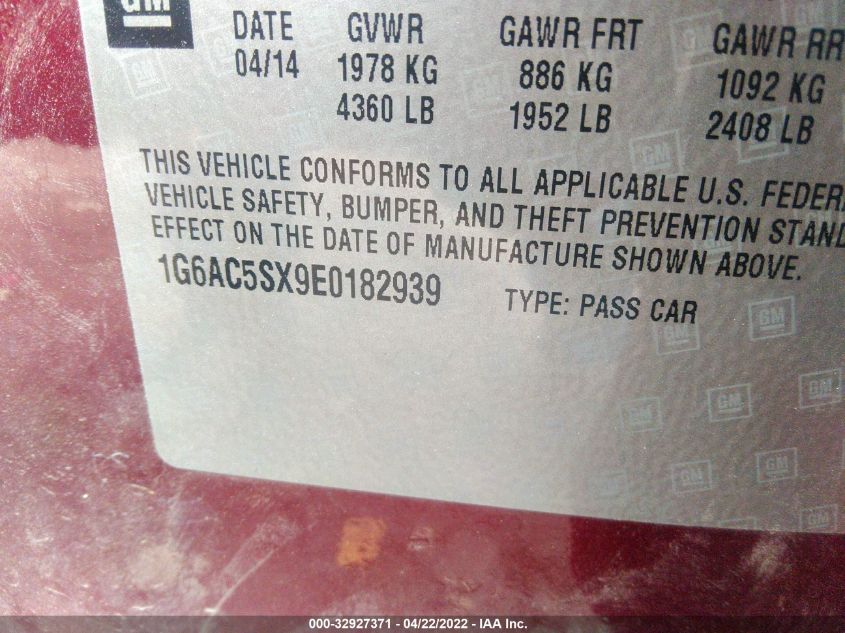 GM
DATE GVWR GAWR FRT GAWR RR
04/14 1978 KG 886 KG 1092 KG
4360 LB 1952 LB 2408 LB
THIS VEHICLE CONFORMS TO ALL APPLICABLE U.S. FEDERA
VEHICLE SAFETY, BUMPER, AND THEFT PREVENTION STAND
EFFECT ON THE DATE OF MANUFACTURE SHOWN ABOVE.
1G6AC5SX9E0182939 TYPE: PASS CAR
000-32927371 - 04/22/2022 - IAA Inc.